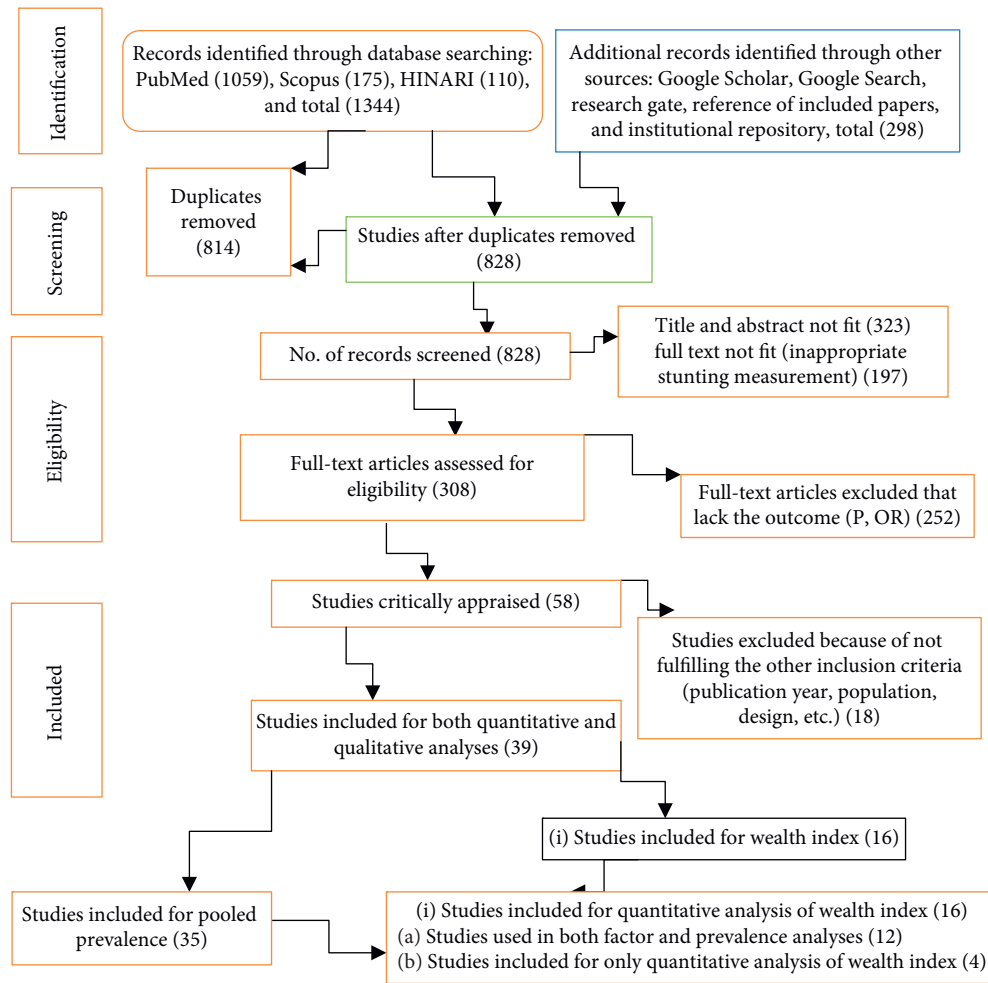 Identification
Records identified through database searching:
PubMed (1059), Scopus (175), HINARI (110),
and total (1344)
Additional records identified through other
sources: Google Scholar, Google Search,
research gate, reference of included papers,
and institutional repository, total (298)
Screening
Duplicates
removed
(814)
Studies after duplicates removed
(828)
Eligibility
No. of records screened (828)
Title and abstract not fit (323)
full text not fit (inappropriate
stunting measurement) (197)
Full-text articles assessed for
eligibility (308)
Full-text articles excluded that
lack the outcome (P, OR) (252)
Included
Studies critically appraised (58)
Studies excluded because of not
fulfilling the other inclusion criteria
(publication year, population,
design, etc.) (18)
Studies included for both quantitative and
qualitative analyses (39)
(i) Studies included for wealth index (16)
Studies included for pooled
prevalence (35)
(i) Studies included for quantitative analysis of wealth index (16)
(a) Studies used in both factor and prevalence analyses (12)
(b) Studies included for only quantitative analysis of wealth index (4)